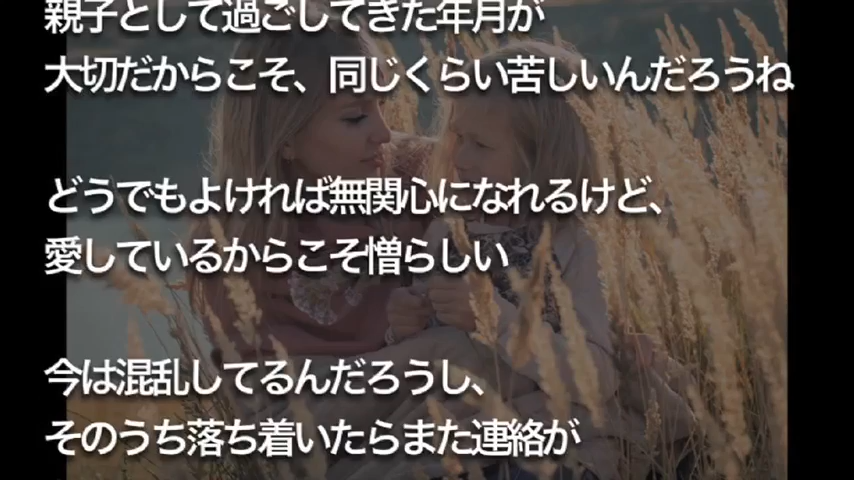 親子として過ごしてきた年月が
大切だからこそ、同じくらい苦しいんだろうね
どうでもよければ無関心になれるけど、
愛しているからこそ憎らしい
今は混乱してるんだろうし、
そのうち落ち着いたらまた連絡が